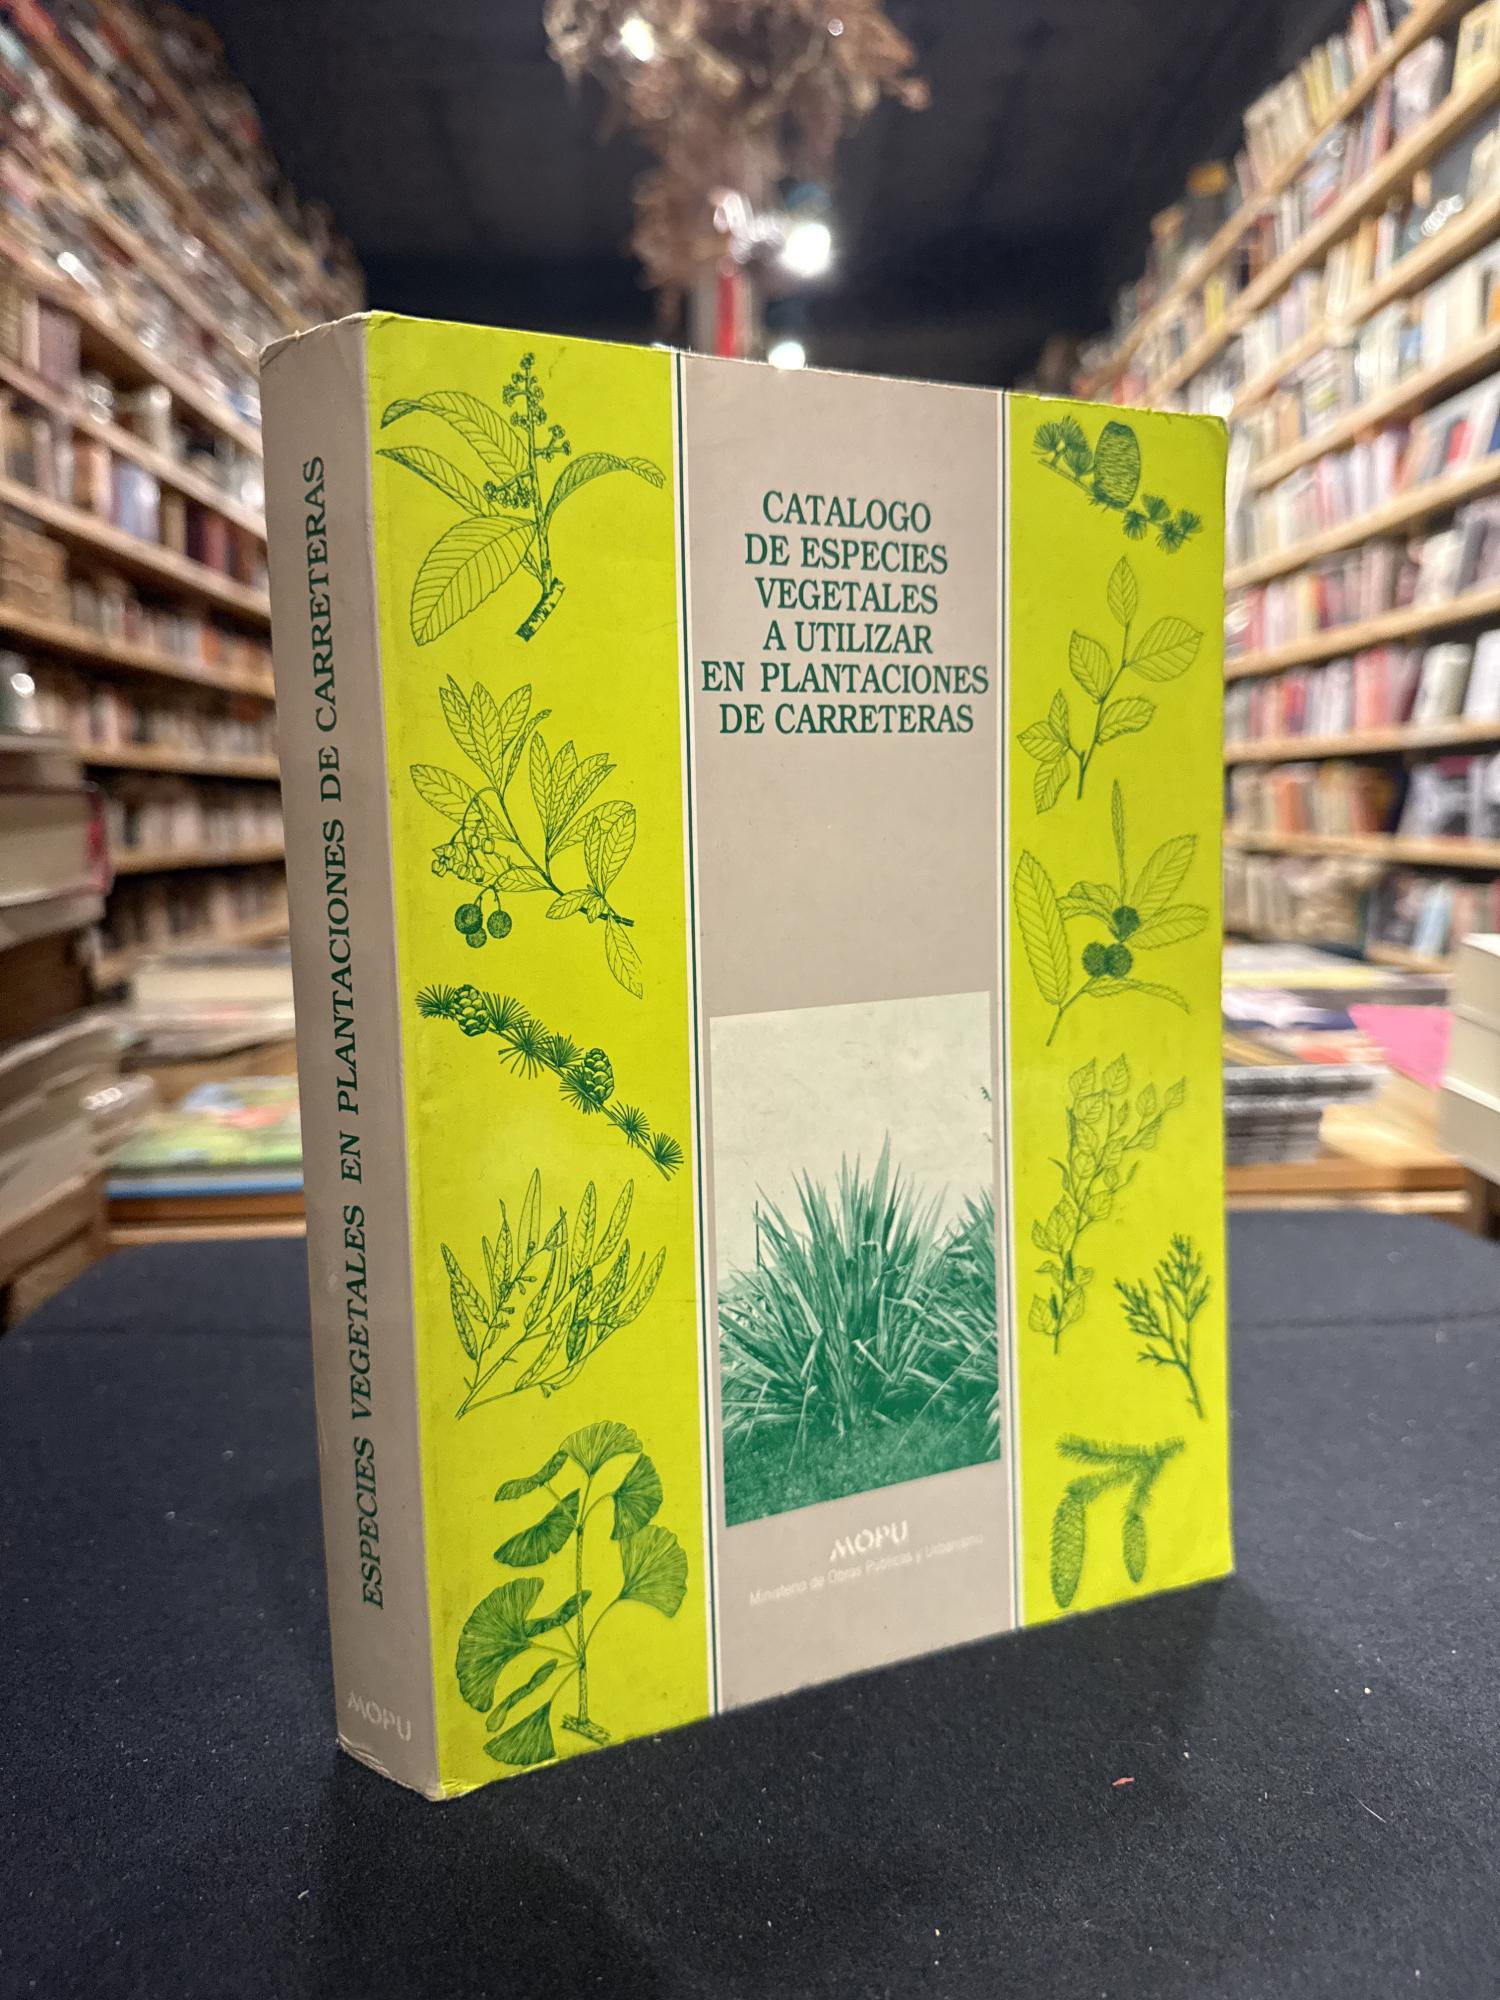 ESPECIES VEGETALES EN PLANTACIONES DE CARRETERAS
MOPU
CATALOGO
DE ESPECIES
VEGETALES
A UTILIZAR
EN PLANTACIONES
DE CARRETERAS
MOPU
Ministerio de Obras Públicas y Urbanismo